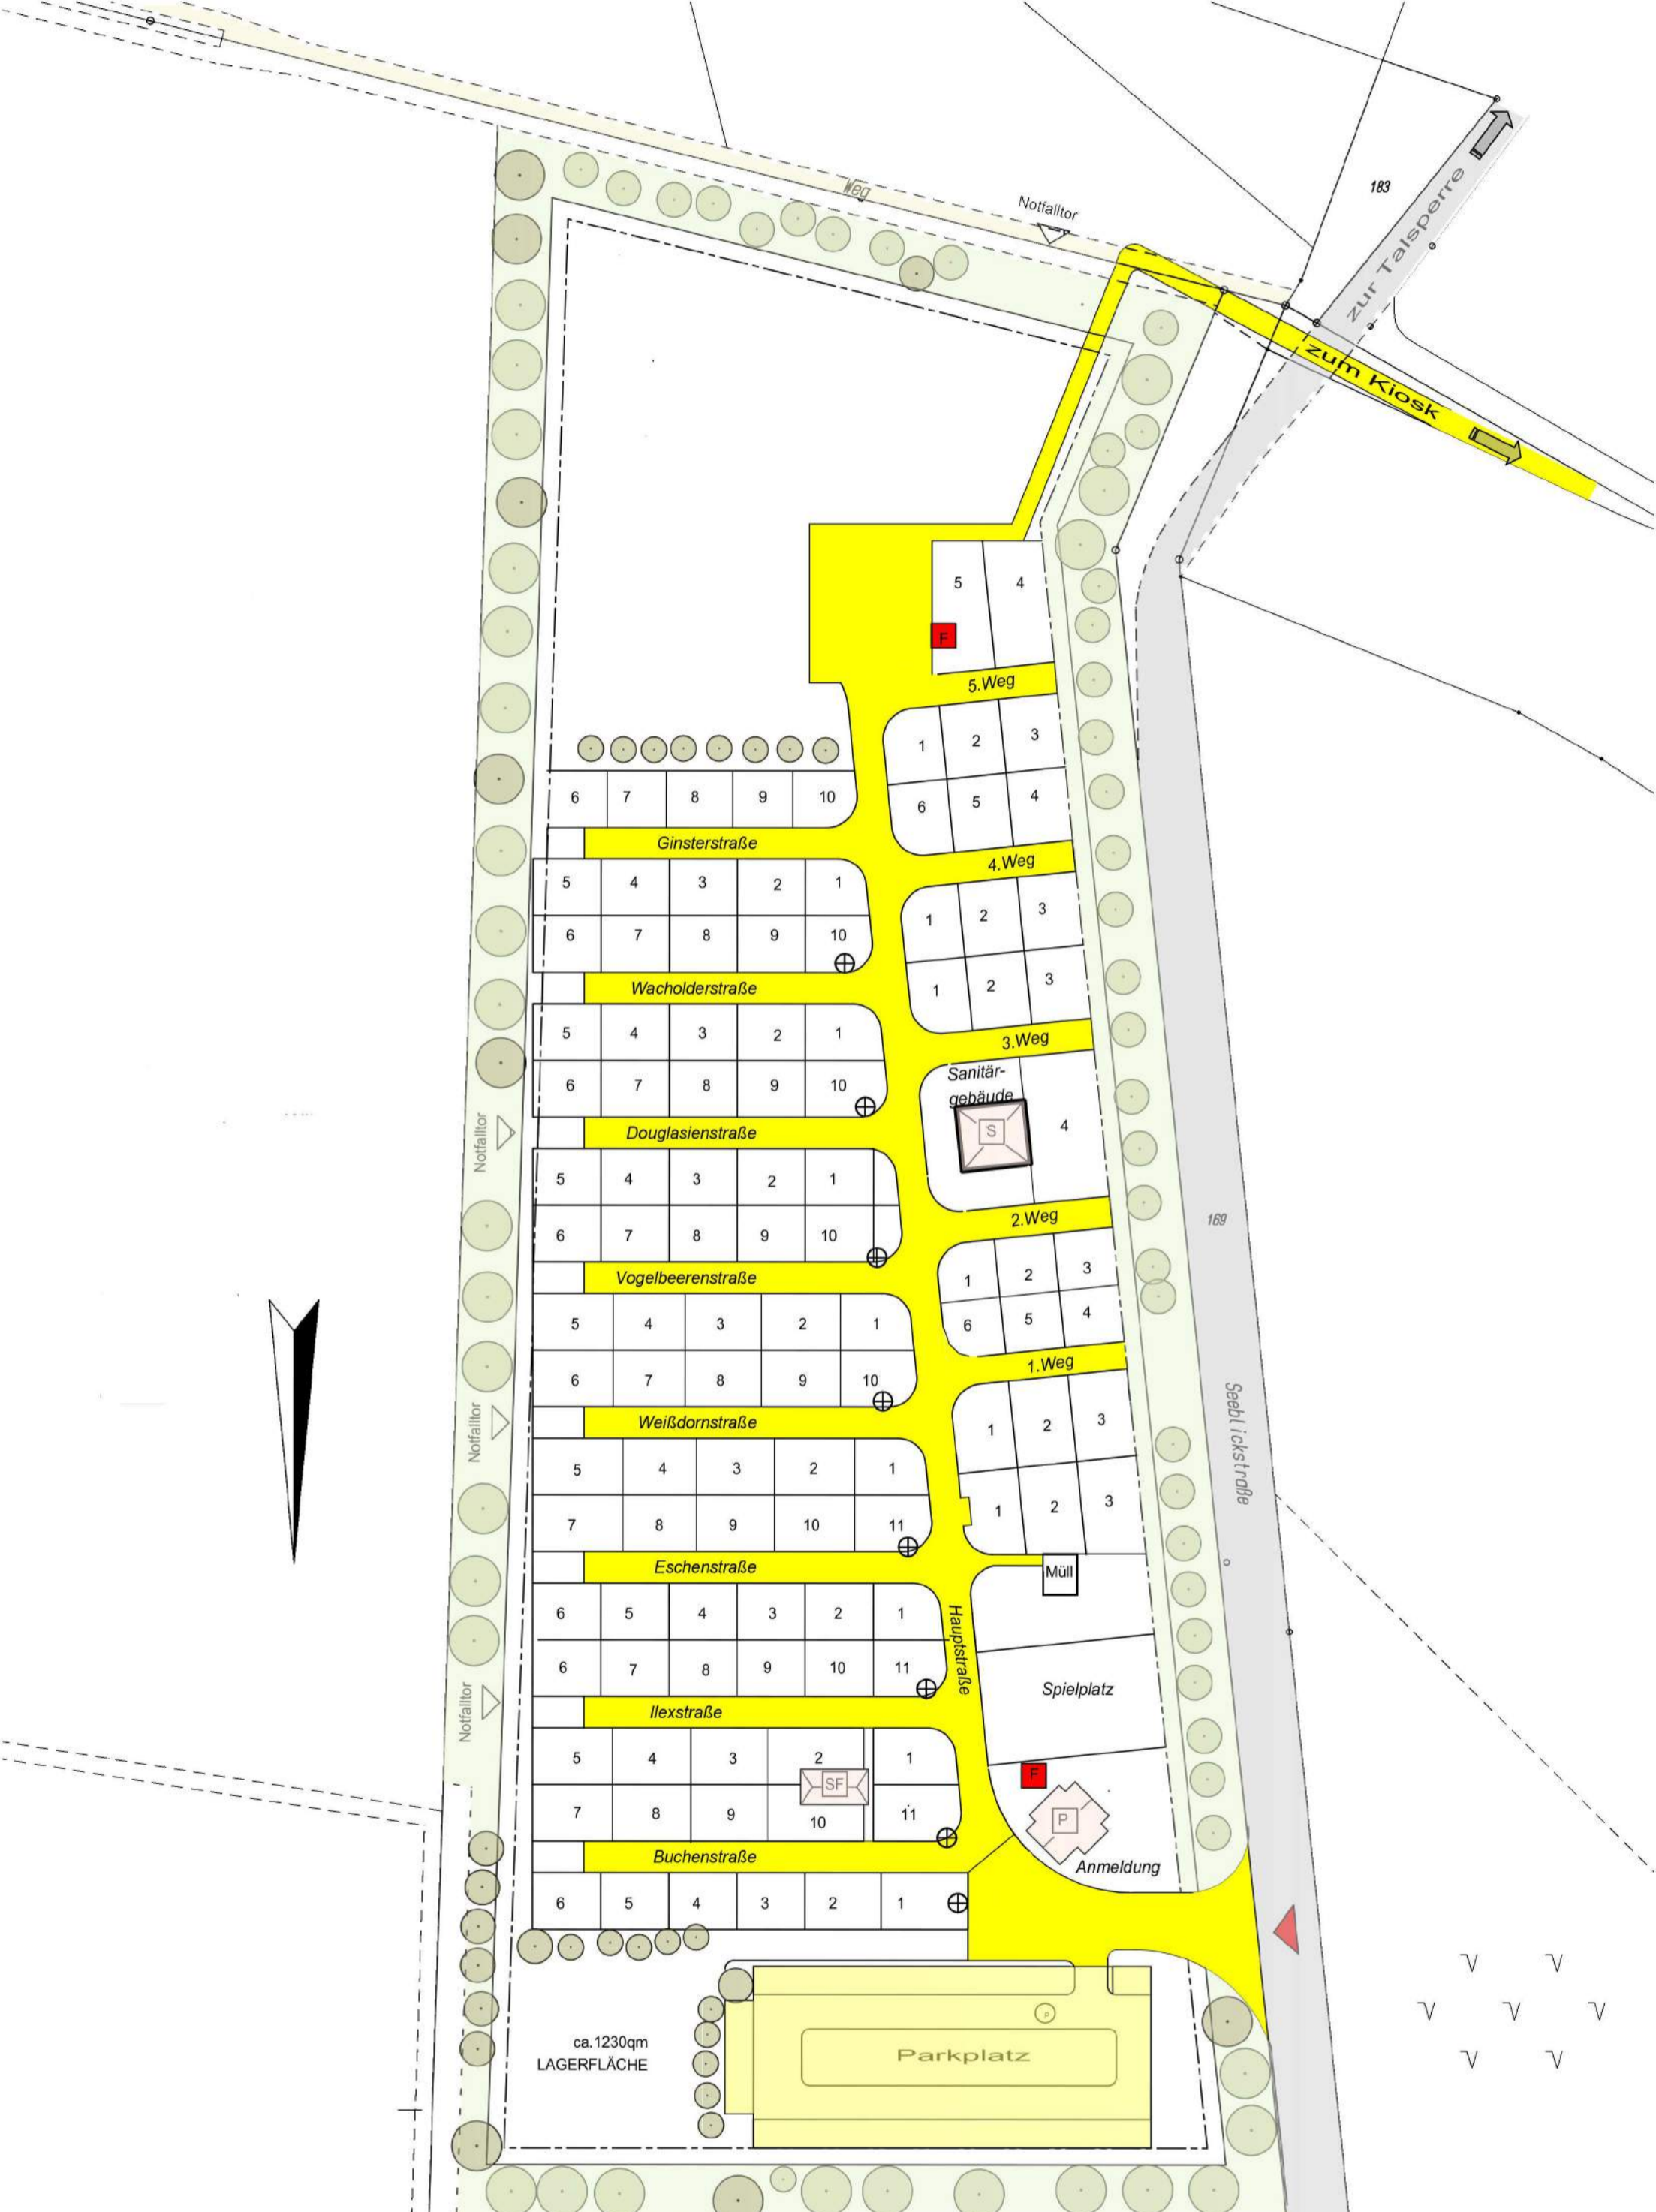 Weg
Notfalltor
183
zur Talsperre
zum Kiosk
5 4
F
5.Weg
1 2 3
6 7 8 9 10
6 5 4
Ginsterstraße
4.Weg
5 4 3 2 1
1 2 3
6 7 8 9 10
Wacholderstraße
1 2 3
5 4 3 2 1
3.Weg
Sanitär-
gebäude
6 7 8 9 10
S
4
Notfalltor
Douglasienstraße
5 4 3 2 1
2.Weg
169
6 7 8 9 10
Vogelbeerenstraße
1 2 3
5 4 3 2 1
6 5 4
1.Weg
6 7 8 9 10
Notfalltor
Weißdornstraße
1 2 3
Seeblickstraße
5 4 3 2 1
1 2 3
7 8 9 10 11
Eschenstraße
Müll
6 5 4 3 2 1
Hauptstraße
6 7 8 9 10 11
Spielplatz
Notfalltor
Ilexstraße
5 4 3 2 1
F
SF
7 8 9 10 11
P
Buchenstraße
Anmeldung
6 5 4 3 2 1
P
ca.1230qm
LAGERFLÄCHE
Parkplatz